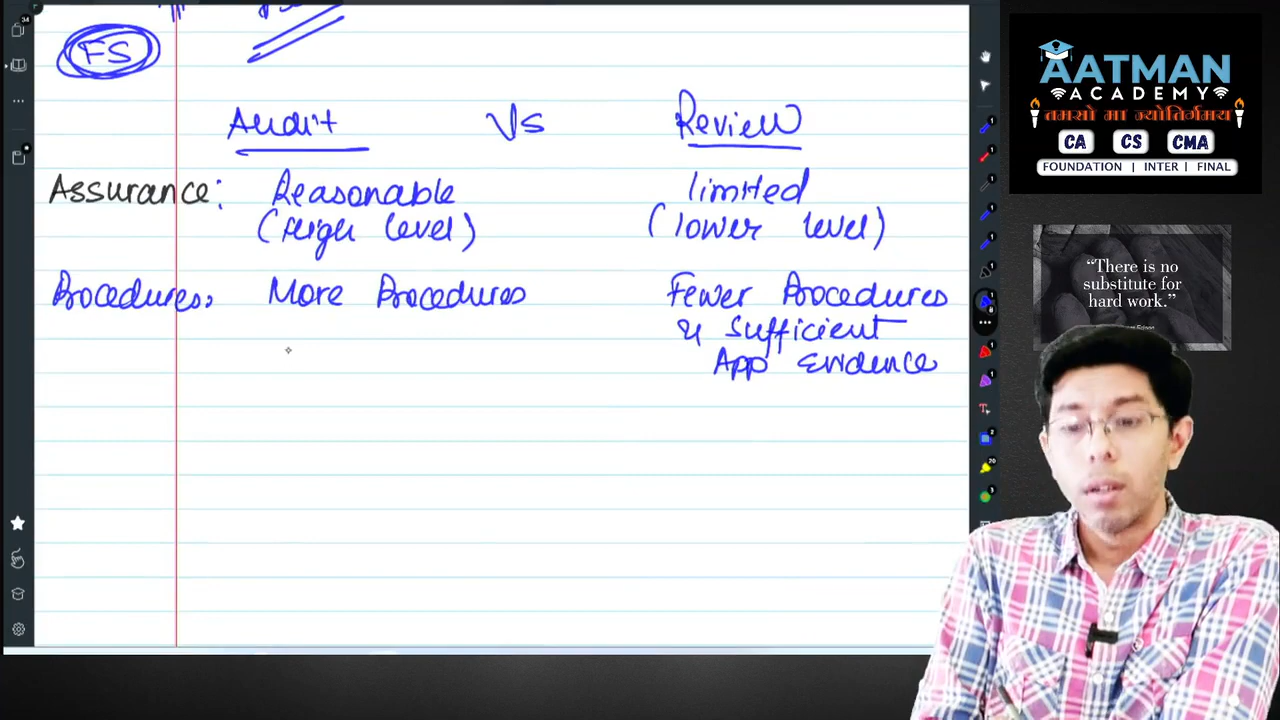 FS
Audit Vs Review
Assurance: Reasonable limited
(High level) (lower level)
Procedures: More Procedures Fewer Procedures
& Sufficient
App Evidence
AATMAN
ACADEMY
तमसो मा ज्योतिर्गमय
CA CS CMA
FOUNDATION | INTER | FINAL
“There is no
substitute for
hard work.”